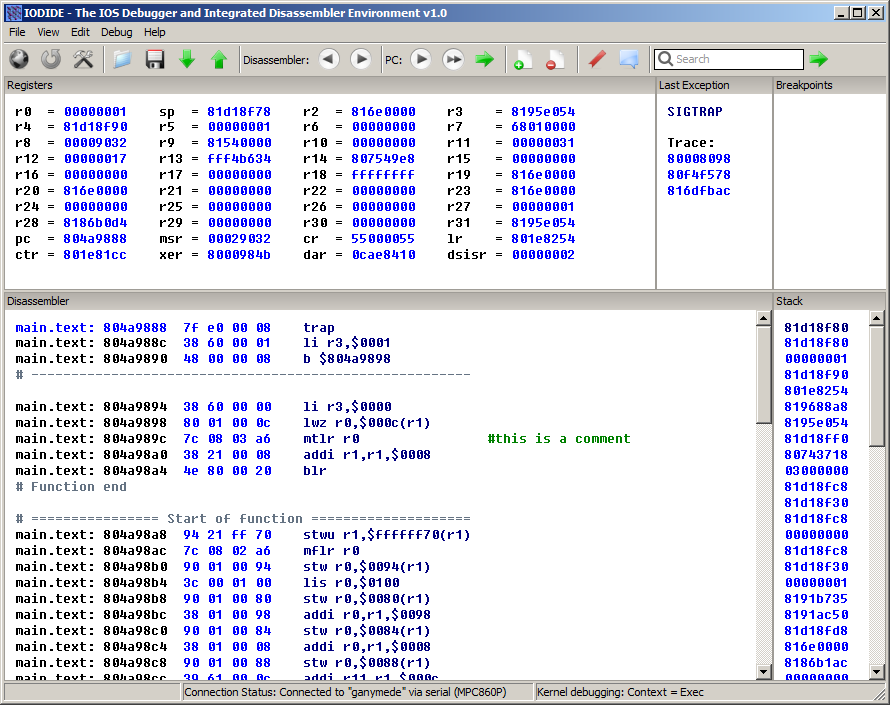 IODIDE - The IOS Debugger and Integrated Disassembler Environment v1.0
File View Edit Debug Help
Disassembler: PC: Search
Registers
r0 = 00000001 sp = 81d18f78 r2 = 816e0000 r3 = 8195e054
r4 = 81d18f90 r5 = 00000001 r6 = 00000000 r7 = 68010000
r8 = 00009032 r9 = 81540000 r10 = 00000000 r11 = 00000031
r12 = 00000017 r13 = fff4b634 r14 = 807549e8 r15 = 00000000
r16 = 00000000 r17 = 00000000 r18 = ffffffff r19 = 816e0000
r20 = 816e0000 r21 = 00000000 r22 = 00000000 r23 = 816e0000
r24 = 00000000 r25 = 00000000 r26 = 00000000 r27 = 00000001
r28 = 8186b0d4 r29 = 00000000 r30 = 00000000 r31 = 8195e054
pc = 804a9888 msr = 00029032 cr = 55000055 lr = 801e8254
ctr = 801e81cc xer = 8000984b dar = 0cae8410 dsisr = 00000002
Last Exception
SIGTRAP
Trace:
80008098
80f4f578
816dfbac
Breakpoints
Disassembler
main.text: 804a9888 7f e0 00 08 trap
main.text: 804a988c 38 60 00 01 li r3,$0001
main.text: 804a9890 48 00 00 08 b $804a9898
# -------------------------------------------------------
main.text: 804a9894 38 60 00 00 li r3,$0000
main.text: 804a9898 80 01 00 0c lwz r0,$000c(r1)
main.text: 804a989c 7c 08 03 a6 mtlr r0 #this is a comment
main.text: 804a98a0 38 21 00 08 addi r1,r1,$0008
main.text: 804a98a4 4e 80 00 20 blr
# Function end
# ================ Start of function ====================
main.text: 804a98a8 94 21 ff 70 stwu r1,$ffffff70(r1)
main.text: 804a98ac 7c 08 02 a6 mflr r0
main.text: 804a98b0 90 01 00 94 stw r0,$0094(r1)
main.text: 804a98b4 3c 00 01 00 lis r0,$0100
main.text: 804a98b8 90 01 00 80 stw r0,$0080(r1)
main.text: 804a98bc 38 01 00 98 addi r0,r1,$0098
main.text: 804a98c0 90 01 00 84 stw r0,$0084(r1)
main.text: 804a98c4 38 01 00 08 addi r0,r1,$0008
main.text: 804a98c8 90 01 00 88 stw r0,$0088(r1)
main.text: 804a98cc 39 61 00 0c addi r11,r1,$000c
Stack
81d18f80
81d18f80
00000001
81d18f90
801e8254
819688a8
8195e054
81d18ff0
80743718
03000000
81d18fc8
81d18f30
81d18fc8
00000000
81d18fc8
81d18f30
00000001
8191b735
8191ac50
81d18fd8
816e0000
8186b1ac
00000000
Connection Status: Connected to "ganymede" via serial (MPC860P)
Kernel debugging: Context = Exec